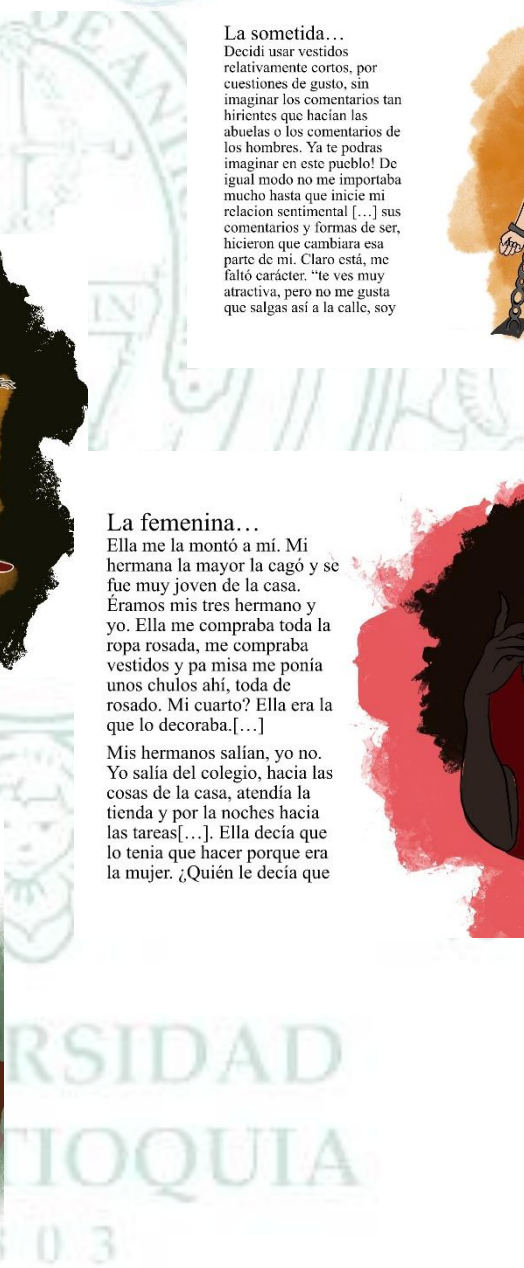 La sometida…
Decidi usar vestidos
relativamente cortos, por
cuestiones de gusto, sin
imaginar los comentarios tan
hirientes que hacían las
abuelas o los comentarios de
los hombres. Ya te podras
imaginar en este pueblo! De
igual modo no me importaba
mucho hasta que inicie mi
relacion sentimental […] sus
comentarios y formas de ser,
hicieron que cambiara esa
parte de mi. Claro está, me
faltó carácter. “te ves muy
atractiva, pero no me gusta
que salgas así a la calle, soy
La femenina…
Ella me la montó a mí. Mi
hermana la mayor la cagó y se
fue muy joven de la casa.
Éramos mis tres hermano y
yo. Ella me compraba toda la
ropa rosada, me compraba
vestidos y pa misa me ponía
unos chulos ahí, toda de
rosado. Mi cuarto? Ella era la
que lo decoraba.[…]
Mis hermanos salían, yo no.
Yo salía del colegio, hacia las
cosas de la casa, atendía la
tienda y por la noches hacia
las tareas[…]. Ella decía que
lo tenia que hacer porque era
la mujer. ¿Quién le decía que
RSIDAD
TIOQUIA
803